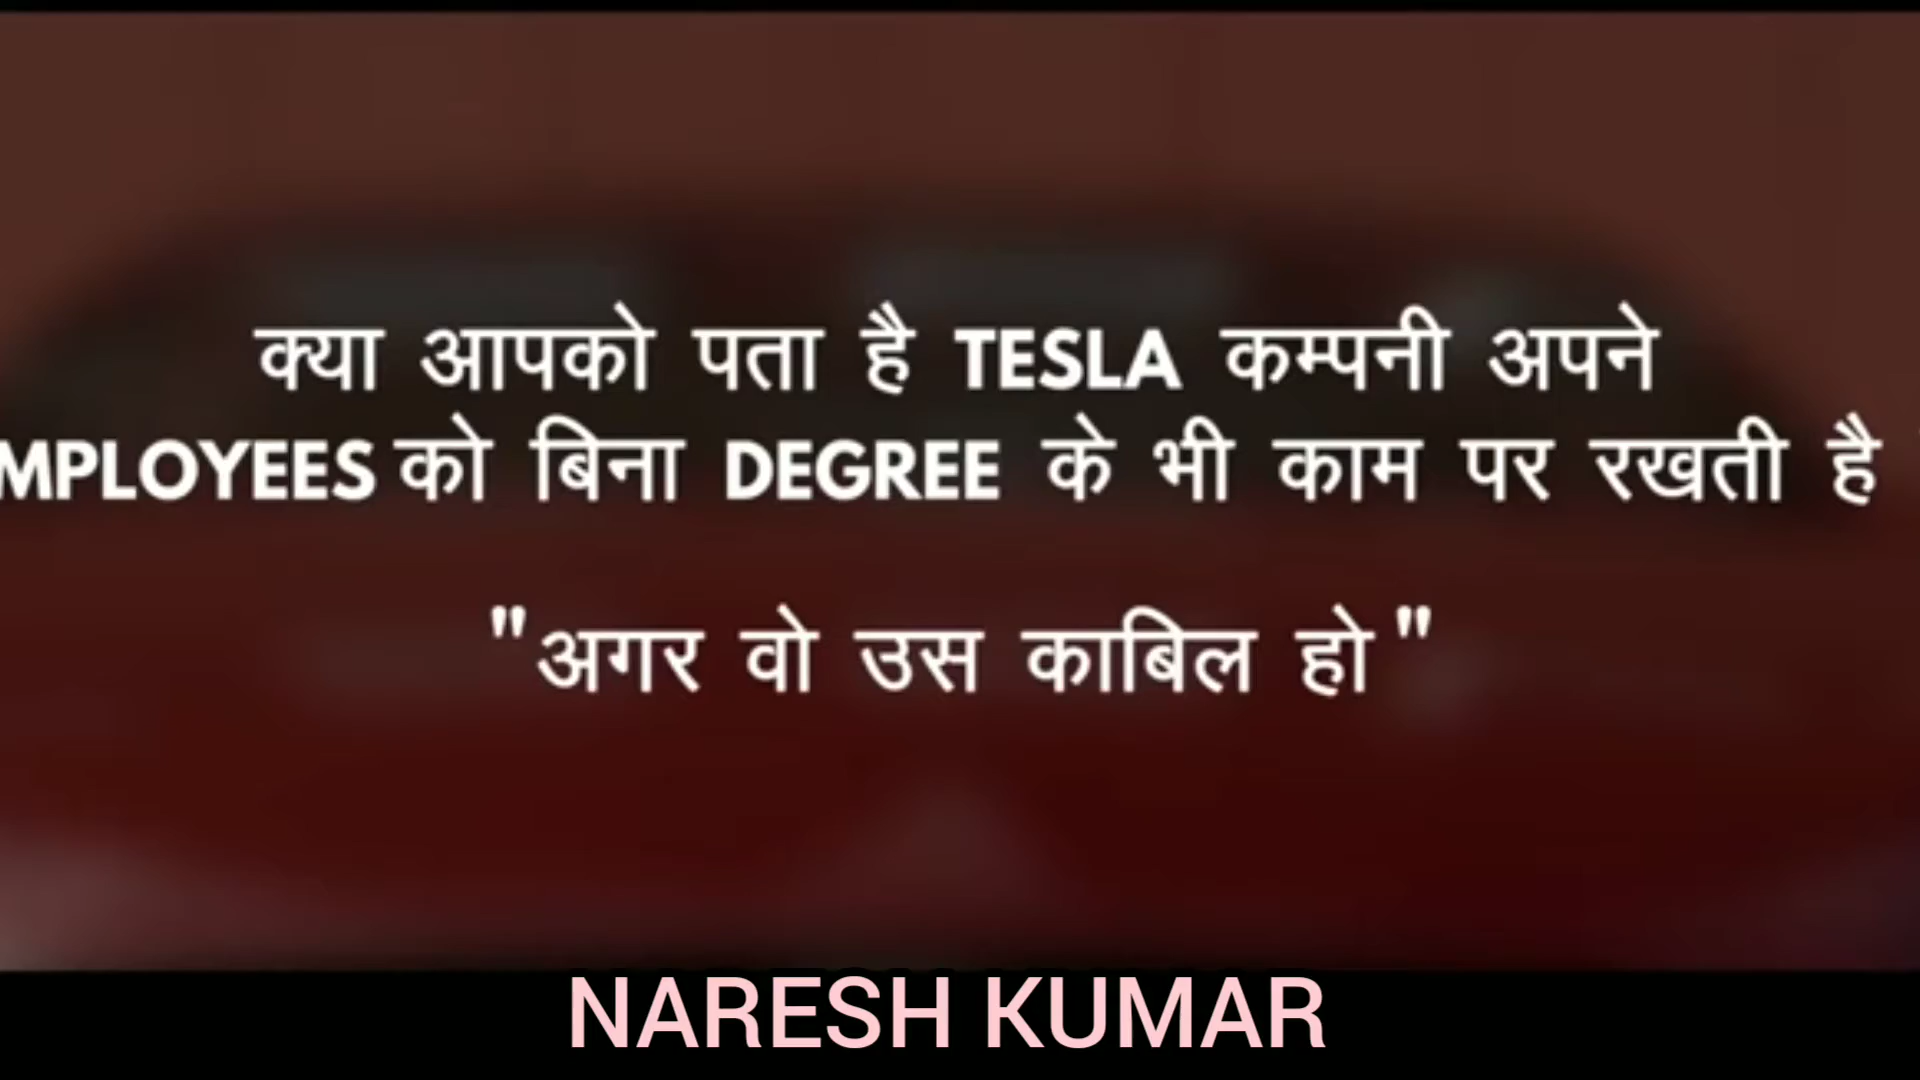 क्या आपको पता है TESLA कम्पनी अपने
MPLOYEES को बिना DEGREE के भी काम पर रखती है
"अगर वो उस काबिल हो"
NARESH KUMAR